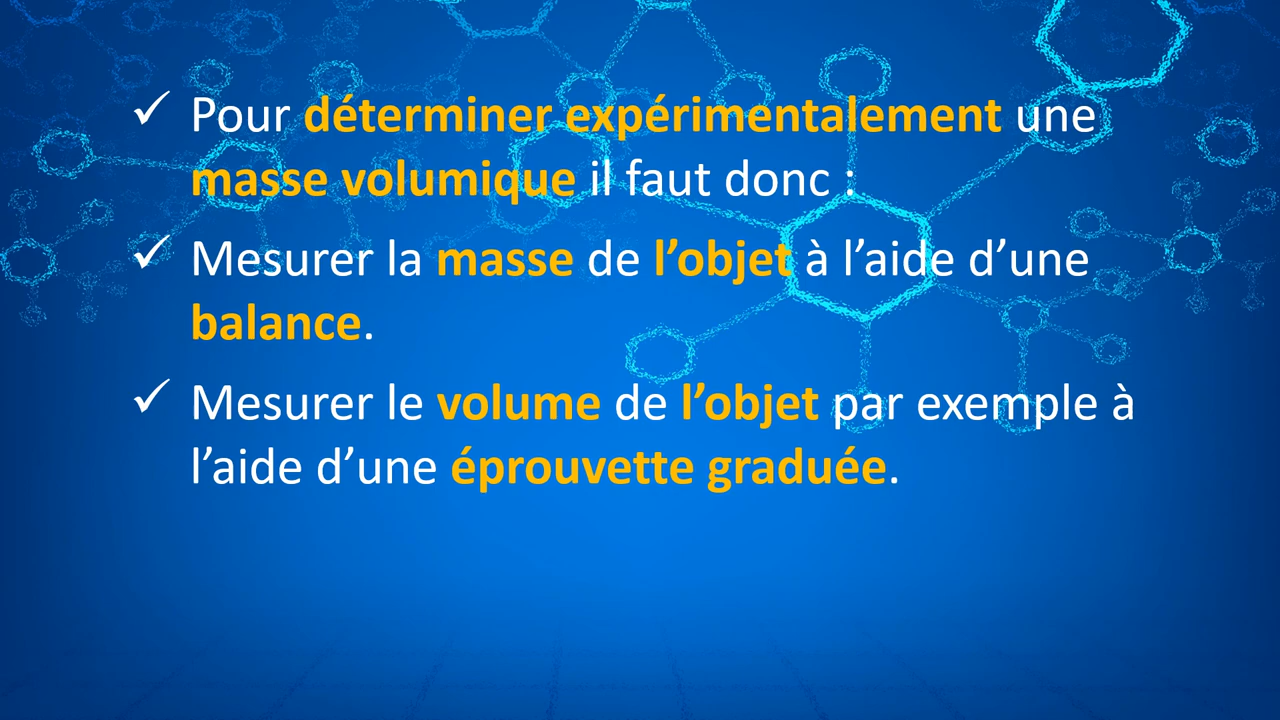 ✓ Pour déterminer expérimentalement une
masse volumique il faut donc :
✓ Mesurer la masse de l’objet à l’aide d’une
balance.
✓ Mesurer le volume de l’objet par exemple à
l’aide d’une éprouvette graduée.